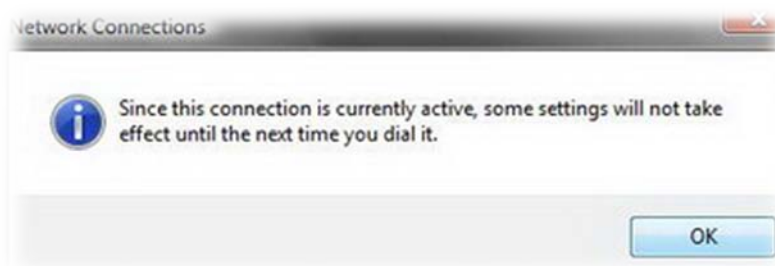 Network Connections
Since this connection is currently active, some settings will not take
effect until the next time you dial it.
OK